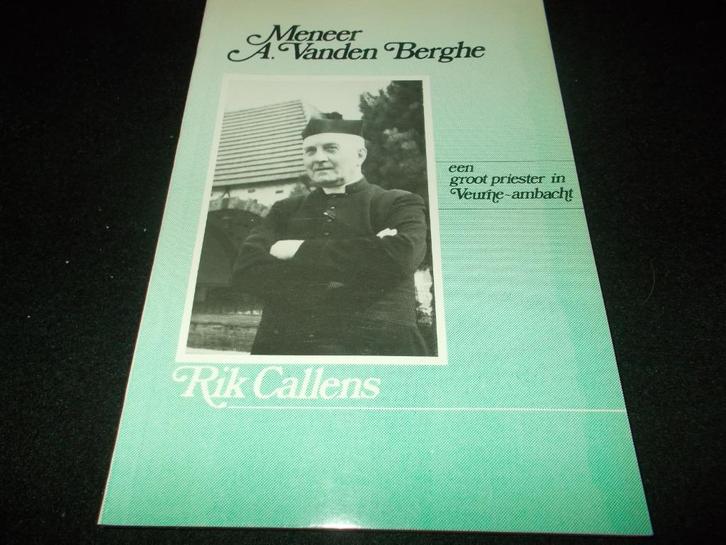 Meneer
A. Vanden Berghe
een
groot priester in
Veurne-ambacht
Rik Callens